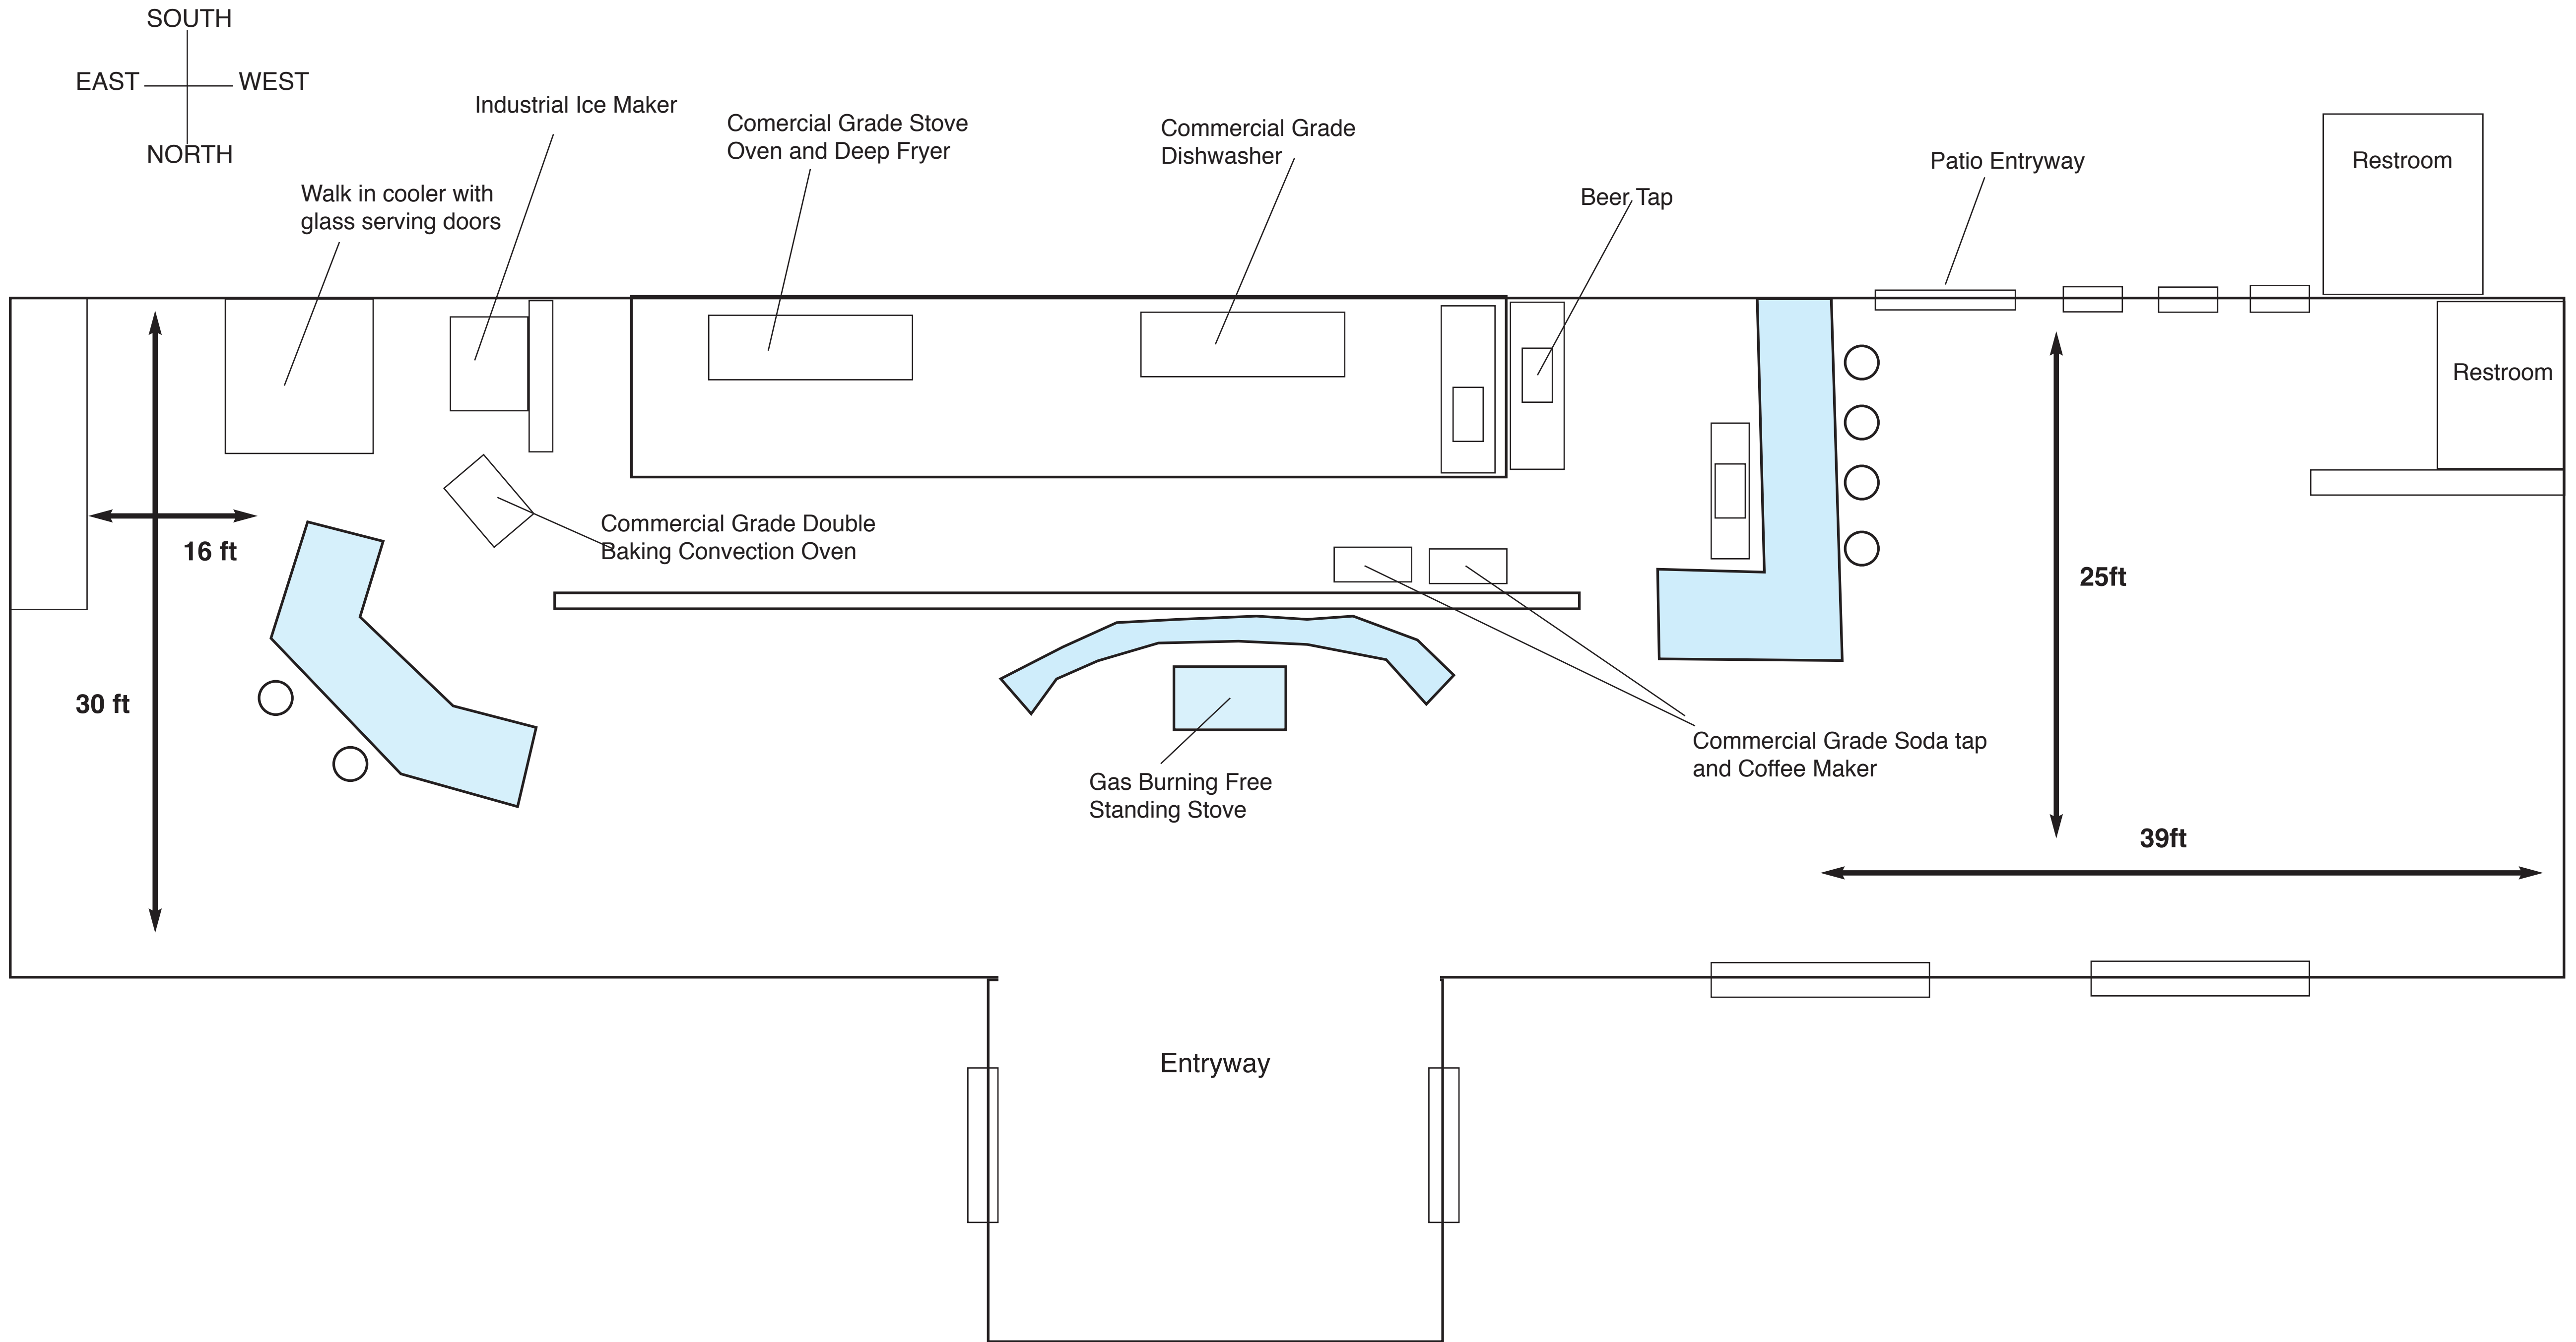 SOUTH
EAST
WEST
NORTH
Industrial Ice Maker
Comercial Grade Stove
Oven and Deep Fryer
Commercial Grade
Dishwasher
Patio Entryway
Restroom
Walk in cooler with
glass serving doors
Beer Tap
Restroom
Commercial Grade Double
Baking Convection Oven
16 ft
25ft
30 ft
Commercial Grade Soda tap
and Coffee Maker
Gas Burning Free
Standing Stove
39ft
Entryway